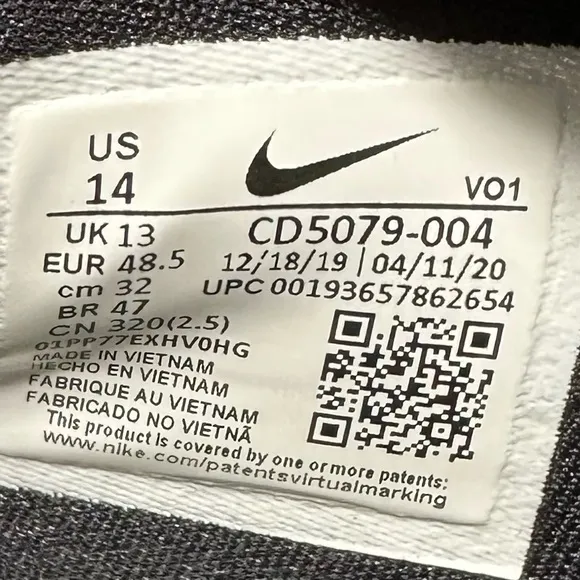 US
14
VO1
UK 13
CD5079-004
EUR 48.5
12/18/19 | 04/11/20
cm 32
UPC 00193657862654
BR 47
CN 320(2.5)
01PP77EXHV0HG
MADE IN VIETNAM
HECHO EN VIETNAM
FABRIQUE AU VIETNAM
FABRICADO NO VIETNÃ
This product is covered by one or more patents:
www.nike.com/patentsvirtualmarking